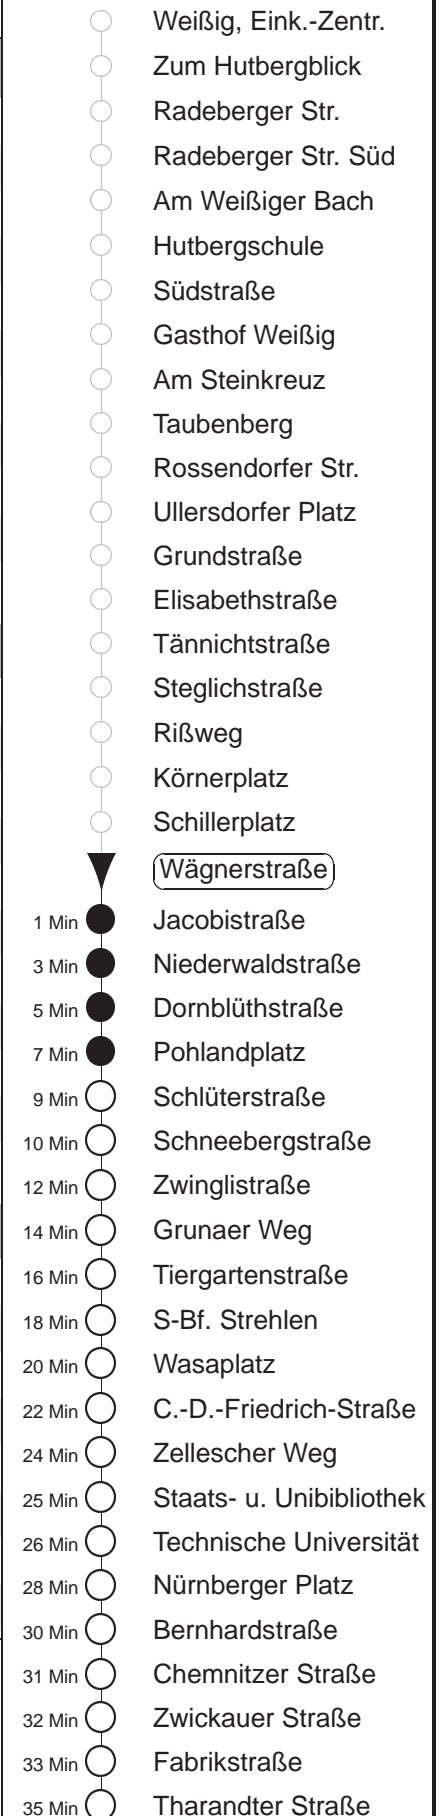 Weißig, Eink.-Zentr.
Zum Hutbergblick
Radeberger Str.
Radeberger Str. Süd
Am Weißiger Bach
Hutbergschule
Südstraße
Gasthof Weißig
Am Steinkreuz
Taubenberg
Rossendorfer Str.
Ullersdorfer Platz
Grundstraße
Elisabethstraße
Tännichtstraße
Steglichstraße
Rißweg
Körnerplatz
Schillerplatz
Wägnerstraße
1 Min Jacobistraße
3 Min Niederwaldstraße
5 Min Dornblüthstraße
7 Min Pohlandplatz
9 Min Schlüterstraße
10 Min Schneebergstraße
12 Min Zwinglistraße
14 Min Grunaer Weg
16 Min Tiergartenstraße
18 Min S-Bf. Strehlen
20 Min Wasaplatz
22 Min C.-D.-Friedrich-Straße
24 Min Zellescher Weg
25 Min Staats- u. Unibibliothek
26 Min Technische Universität
28 Min Nürnberger Platz
30 Min Bernhardstraße
31 Min Chemnitzer Straße
32 Min Zwickauer Straße
33 Min Fabrikstraße
35 Min Tharandter Straße